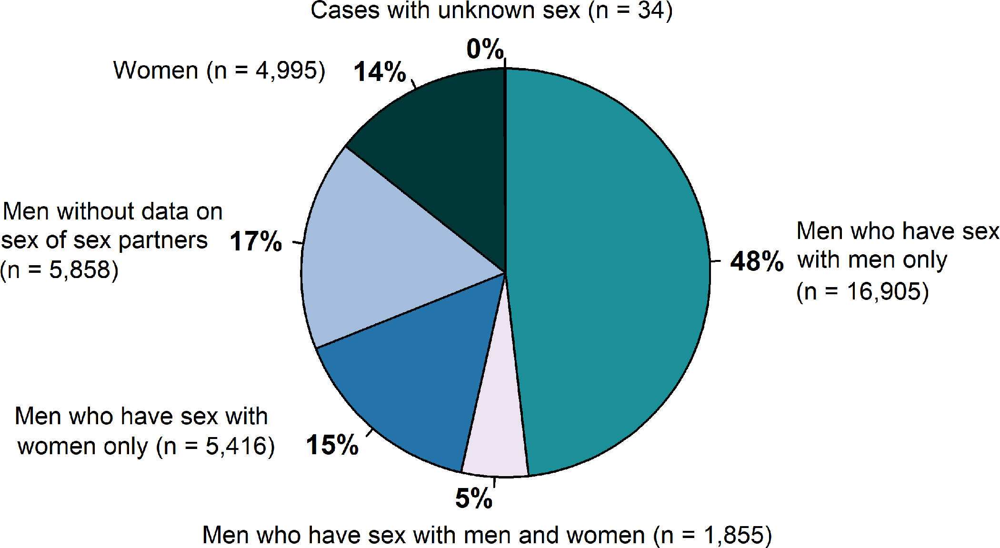 Cases with unknown sex (n = 34)
0%
Women (n = 4,995) 14%
Men without data on
sex of sex partners 17%
(n = 5,858)
Men who have sex
48% with men only
(n = 16,905)
Men who have sex with
women only (n = 5,416) 15%
5%
Men who have sex with men and women (n = 1,855)